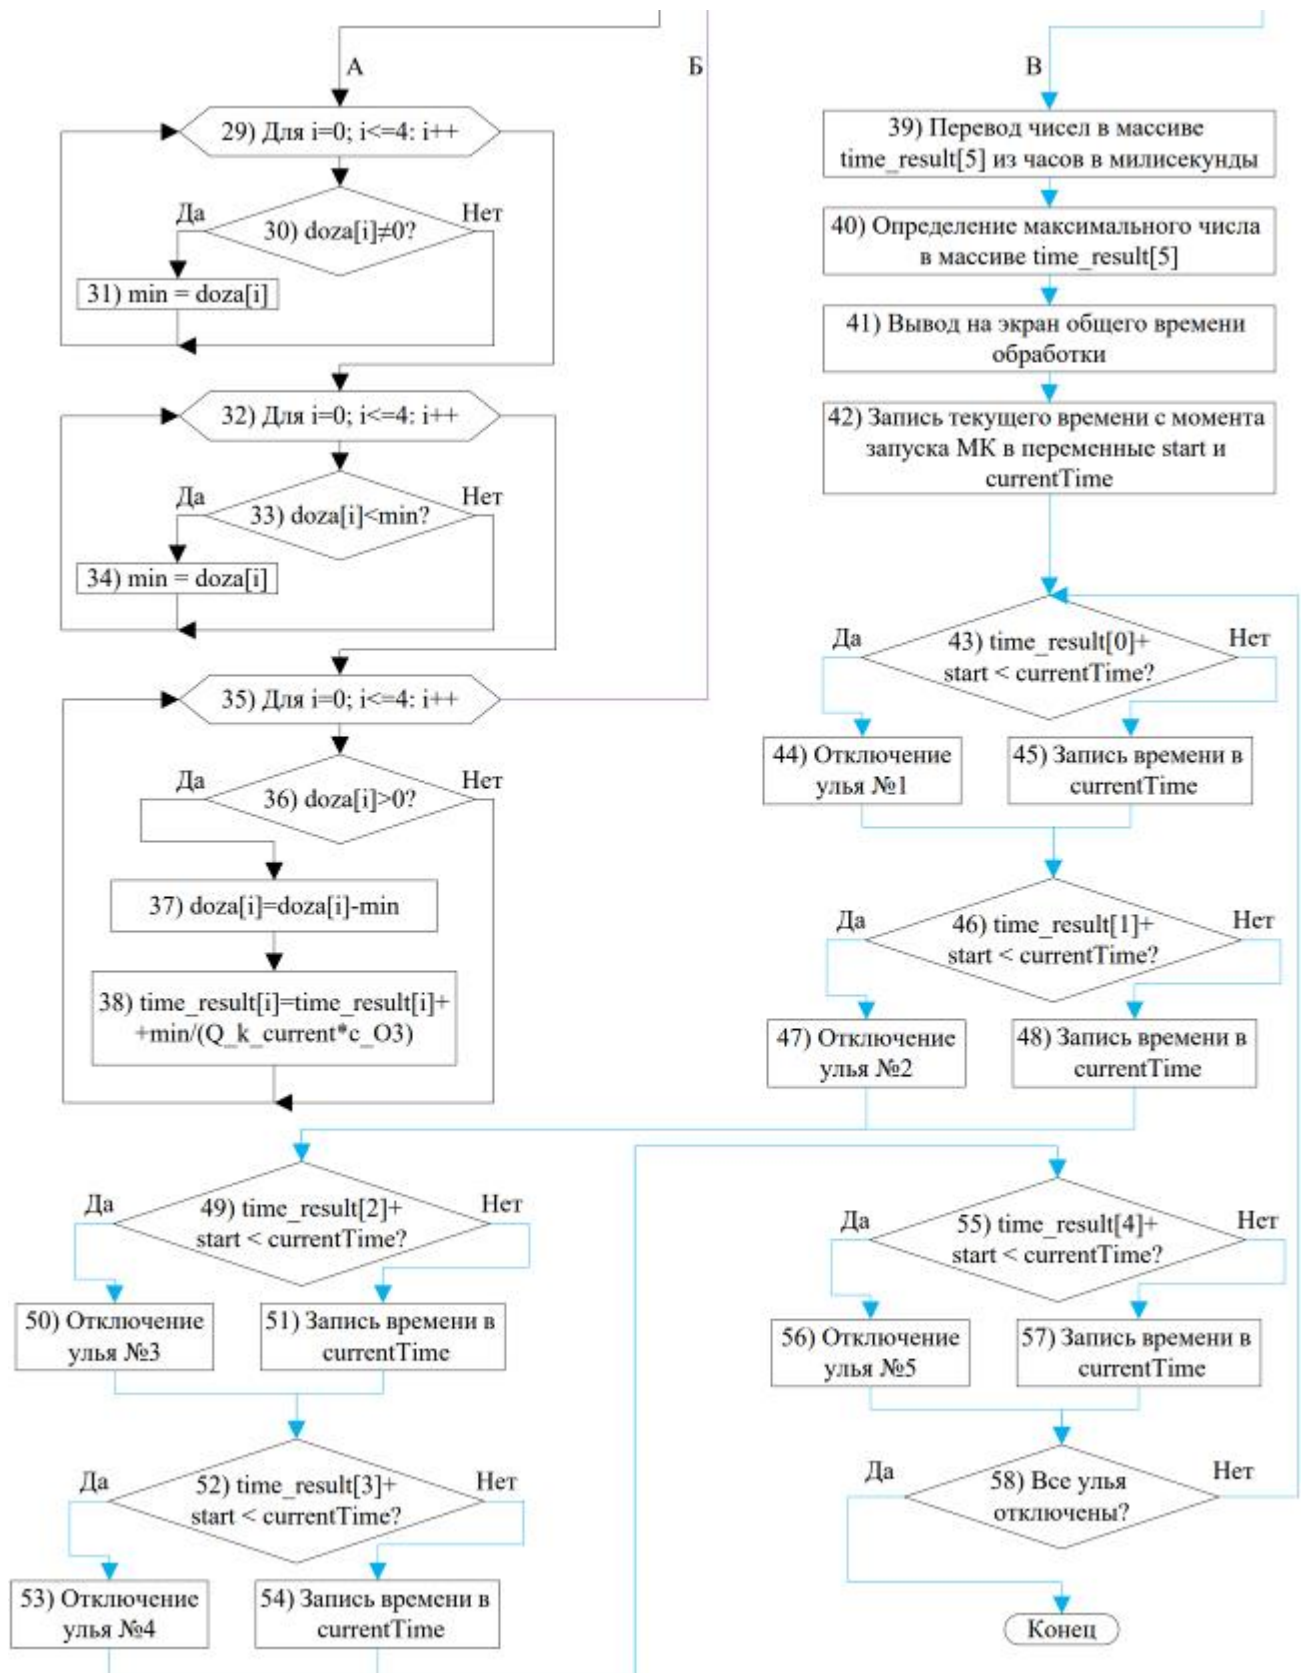 А
29) Для i=0; i<=4: i++
Да
Нет
30) doza[i]≠0?
31) min = doza[i]
32) Для i=0; i<=4: i++
Да
Нет
33) doza[i]<min?
34) min = doza[i]
35) Для i=0; i<=4: i++
Да
Нет
36) doza[i]>0?
37) doza[i]=doza[i]-min
38) time_result[i]=time_result[i]+
+min/(Q_k_current*c_O3)
Б
В
39) Перевод чисел в массиве
time_result[5] из часов в милисекунды
40) Определение максимального числа
в массиве time_result[5]
41) Вывод на экран общего времени
обработки
42) Запись текущего времени с момента
запуска МК в переменные start и
currentTime
Да
Нет
43) time_result[0]+
start < currentTime?
44) Отключение
улья №1
45) Запись времени в
currentTime
Да
Нет
46) time_result[1]+
start < currentTime?
47) Отключение
улья №2
48) Запись времени в
currentTime
Да
Нет
49) time_result[2]+
start < currentTime?
50) Отключение
улья №3
51) Запись времени в
currentTime
Да
Нет
52) time_result[3]+
start < currentTime?
53) Отключение
улья №4
54) Запись времени в
currentTime
Да
Нет
55) time_result[4]+
start < currentTime?
56) Отключение
улья №5
57) Запись времени в
currentTime
Да
Нет
58) Все улья
отключены?
Конец